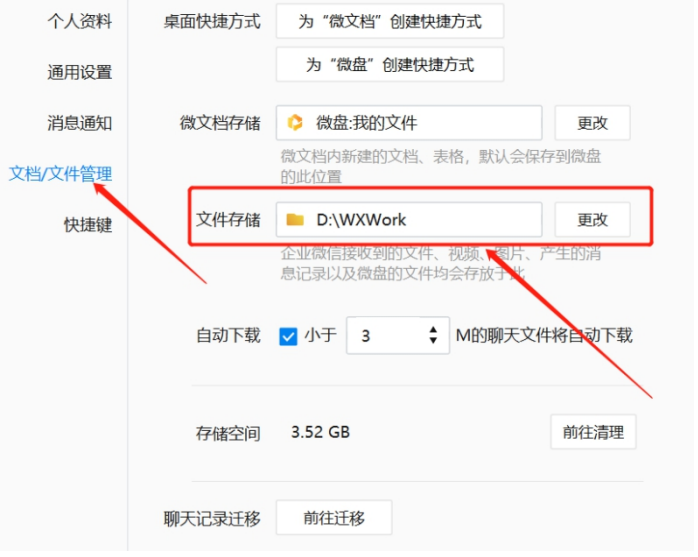 个人资料
通用设置
消息通知
文档/文件管理
快捷键
桌面快捷方式 为“微文档”创建快捷方式
为“微盘”创建快捷方式
微文档存储 微盘:我的文件 更改
微文档内新建的文档、表格，默认会保存到微盘
的此位置
文件存储 D:\WXWork 更改
企业微信接收到的文件、视频、图片、产生的消
息记录以及微盘的文件均会存放于此
自动下载 小于 3 M的聊天文件将自动下载
存储空间 3.52 GB 前往清理
聊天记录迁移 前往迁移